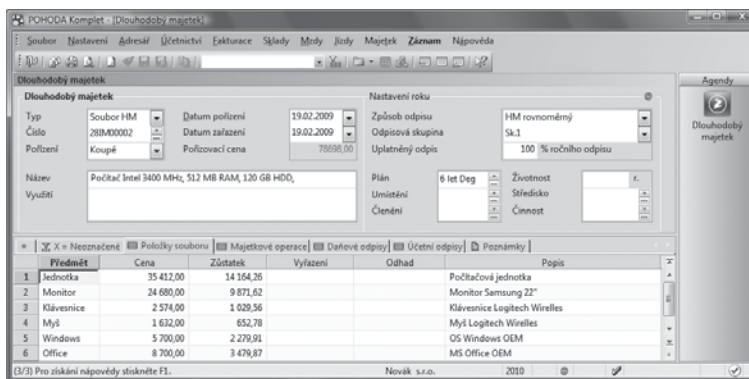 POHODA Komplet - [Dlouhodobý majetek]
Soubor Nastavení Adresář Účetnictví Fakturace Sklady Mzdy Jízdy Majetek Záznam Nápověda
Dlouhodobý majetek
Agendy
Dlouhodobý majetek
Dlouhodobý majetek
Nastavení roku
Typ Soubor HM Datum pořízení 19.02.2009 Způsob odpisu HM rovnoměrný
Číslo 28IM00002 Datum zařazení 19.02.2009 Odpisová skupina Sk.1
Pořízení Koupě Pořizovací cena 78698,00 Uplatněný odpis 100 % ročního odpisu
Název Počítač Intel 3400 MHz, 512 MB RAM, 120 GB HDD, Plán 6 let Deg Životnost r.
Využití Umístění Středisko
Členění Činnost
* X = Neoznačené Položky souboru Majetkové operace Daňové odpisy Účetní odpisy Poznámky
Předmět Cena Zůstatek Vyřazení Odhad Popis
1 Jednotka 35 412,00 14 164,26 Počítačová jednotka
2 Monitor 24 680,00 9 871,62 Monitor Samsung 22"
3 Klávesnice 2 574,00 1 029,56 Klávesnice Logitech Wirelles
4 Myš 1 632,00 652,78 Myš Logitech Wirelles
5 Windows 5 700,00 2 279,91 OS Windows OEM
6 Office 8 700,00 3 479,87 MS Office OEM
(3/3) Pro získání nápovědy stiskněte F1. Novák s.r.o. 2010 @